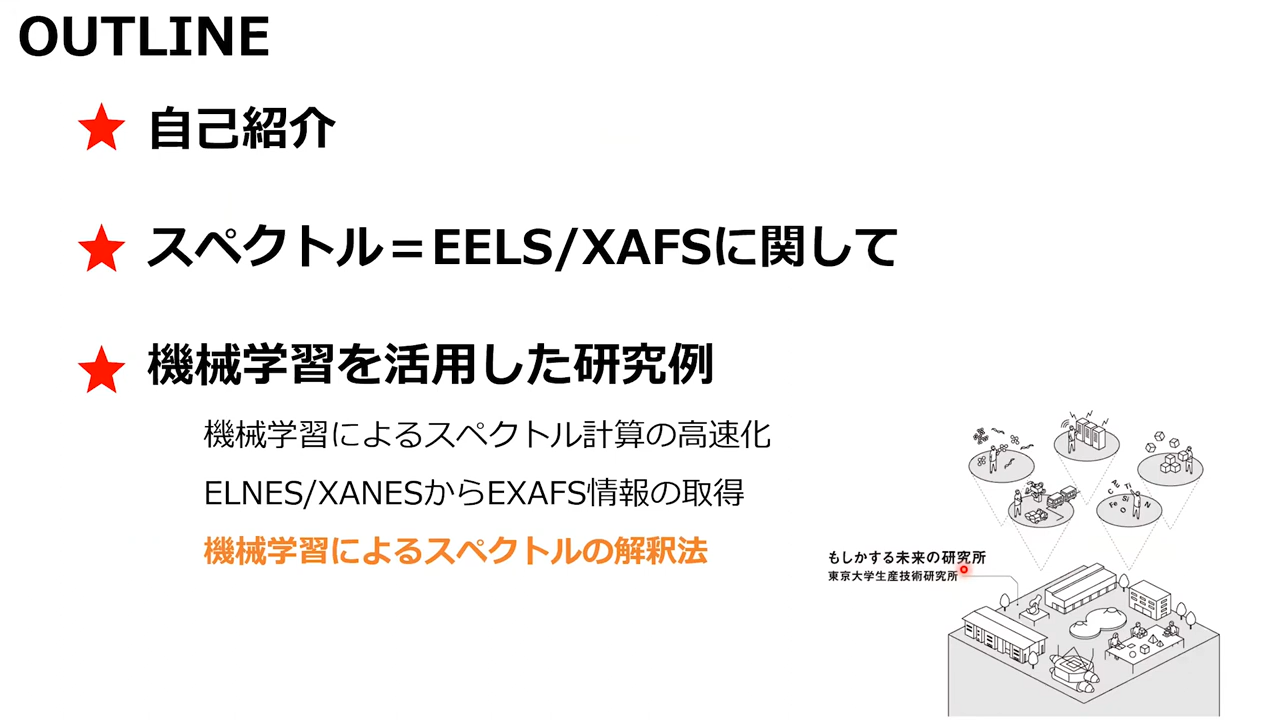 OUTLINE
自己紹介
スペクトル＝EELS/XAFSに関して
機械学習を活用した研究例
機械学習によるスペクトル計算の高速化
ELNES/XANESからEXAFS情報の取得
機械学習によるスペクトルの解釈法
もしかする未来の研究所
東京大学生産技術研究所